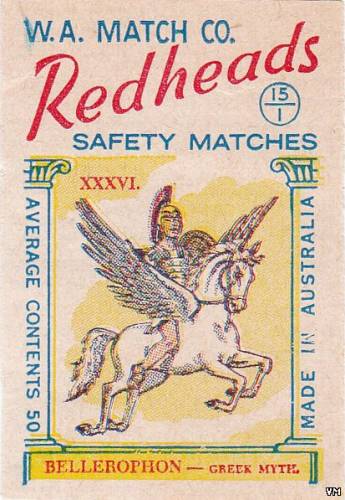 W.A. MATCH CO.
Redheads
15
1
SAFETY MATCHES
XXXVI.
AVERAGE CONTENTS 50
MADE IN AUSTRALIA
BELLEROPHON — GREEK MYTH.
VM